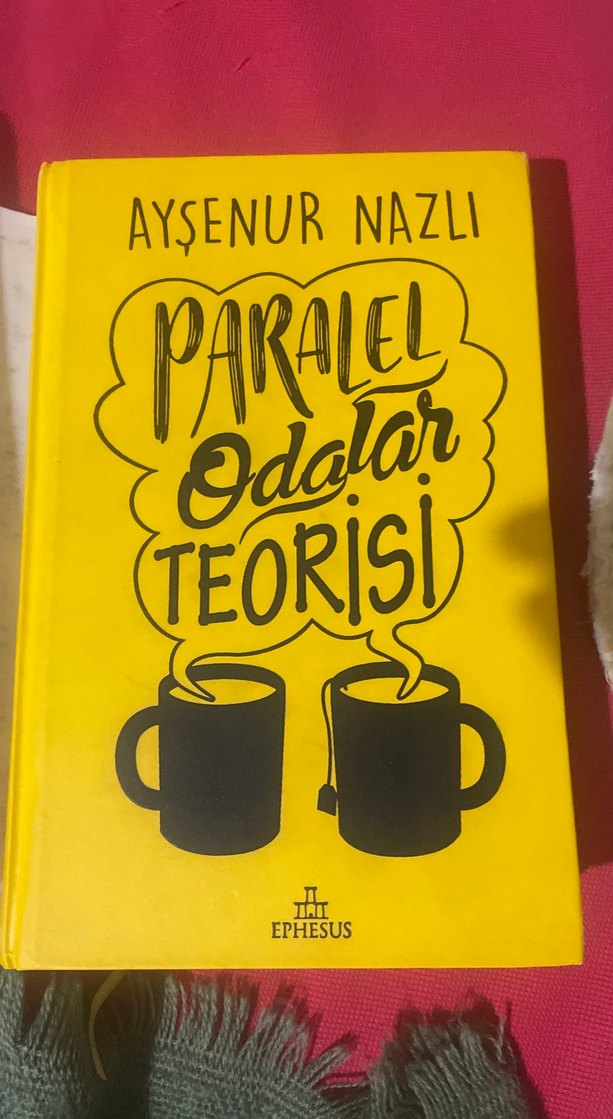 AYŞENUR NAZLI
PARALEL
Odalar
TEORİSİ
EPHESUS